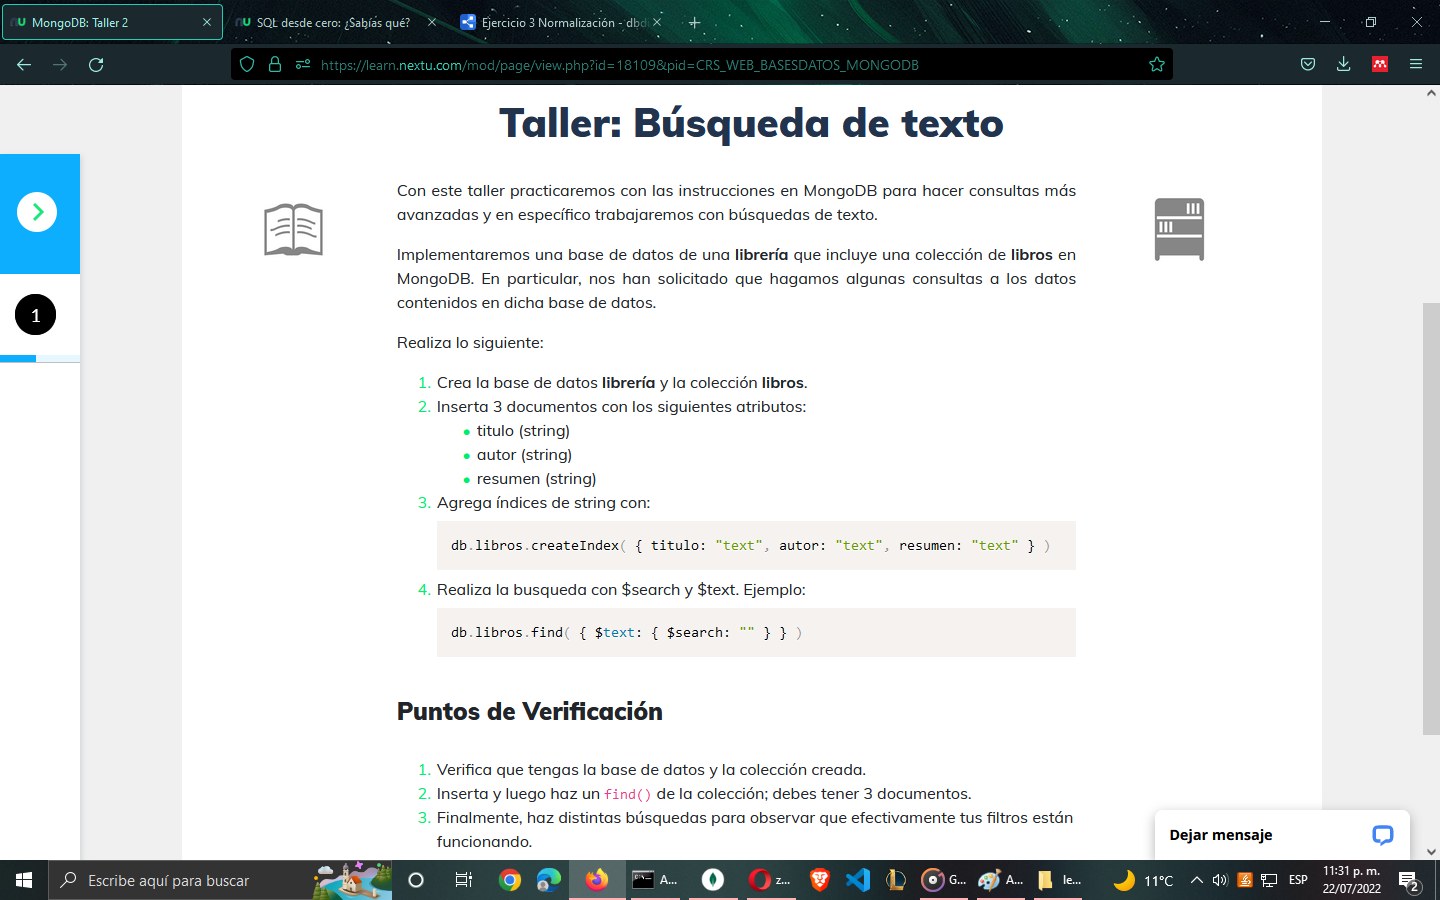 MongoDB: Taller 2
SQL desde cero: ¿Sabías qué?
Ejercicio 3 Normalización - dbd
https://learn.nextu.com/mod/page/view.php?id=18109&pid=CRS_WEB_BASESDATOS_MONGODB
Taller: Búsqueda de texto
Con este taller practicaremos con las instrucciones en MongoDB para hacer consultas más
avanzadas y en específico trabajaremos con búsquedas de texto.
Implementaremos una base de datos de una librería que incluye una colección de libros en
MongoDB. En particular, nos han solicitado que hagamos algunas consultas a los datos
contenidos en dicha base de datos.
1
Realiza lo siguiente:
1. Crea la base de datos librería y la colección libros.
2. Inserta 3 documentos con los siguientes atributos:
• titulo (string)
• autor (string)
• resumen (string)
3. Agrega índices de string con:
db.libros.createIndex( { titulo: "text", autor: "text", resumen: "text" } )
4. Realiza la busqueda con $search y $text. Ejemplo:
db.libros.find( { $text: { $search: "" } } )
Puntos de Verificación
1. Verifica que tengas la base de datos y la colección creada.
2. Inserta y luego haz un find() de la colección; debes tener 3 documentos.
3. Finalmente, haz distintas búsquedas para observar que efectivamente tus filtros están
funcionando.
Dejar mensaje
Escribe aquí para buscar
A...
z...
G...
A...
le...
11°C
ESP
11:31 p. m.
22/07/2022
2